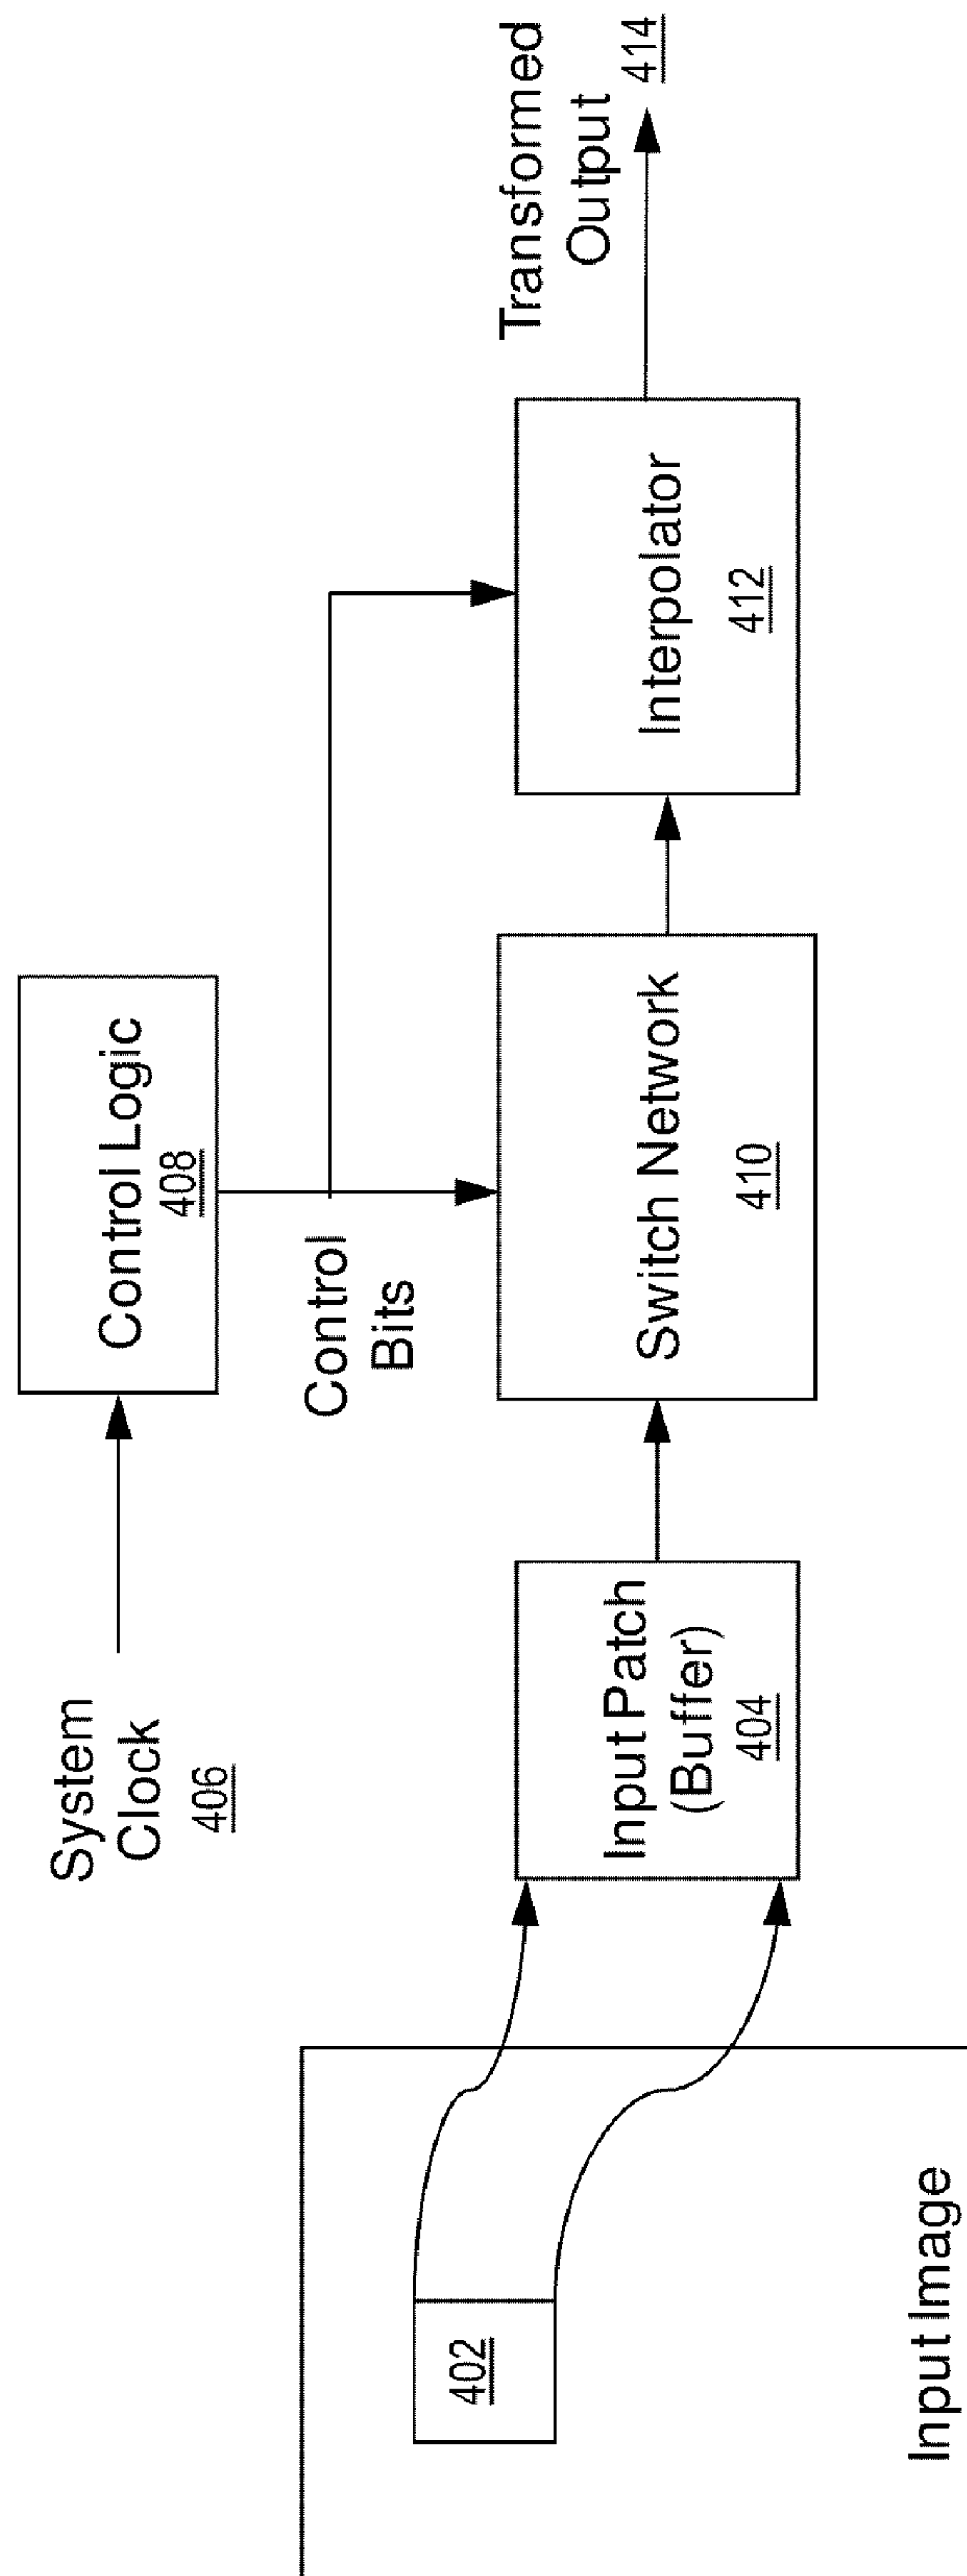 System
Clock
406
Control Logic
408
Control
Bits
Input Image
402
Input Patch
(Buffer)
404
Switch Network
410
Interpolator
412
Transformed
Output
414